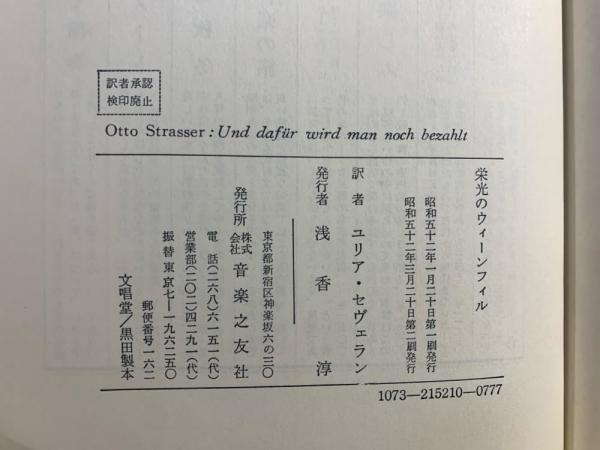 訳者承認
検印廃止
Otto Strasser : Und dafür wird man noch bezahlt
栄光のウィーンフィル
昭和五十二年一月二十日第一刷発行
昭和五十二年三月二十日第二刷発行
訳者 ユリア・セヴェラン
発行者 浅香淳
東京都新宿区神楽坂六の三〇
発行所 株式会社 音楽之友社
電話(二六八)六一五一(代)
営業部(二〇二)四二九一(代)
振替東京七―一九六二五〇
郵便番号一六二
文唱堂/黒田製本
1073—215210—0777